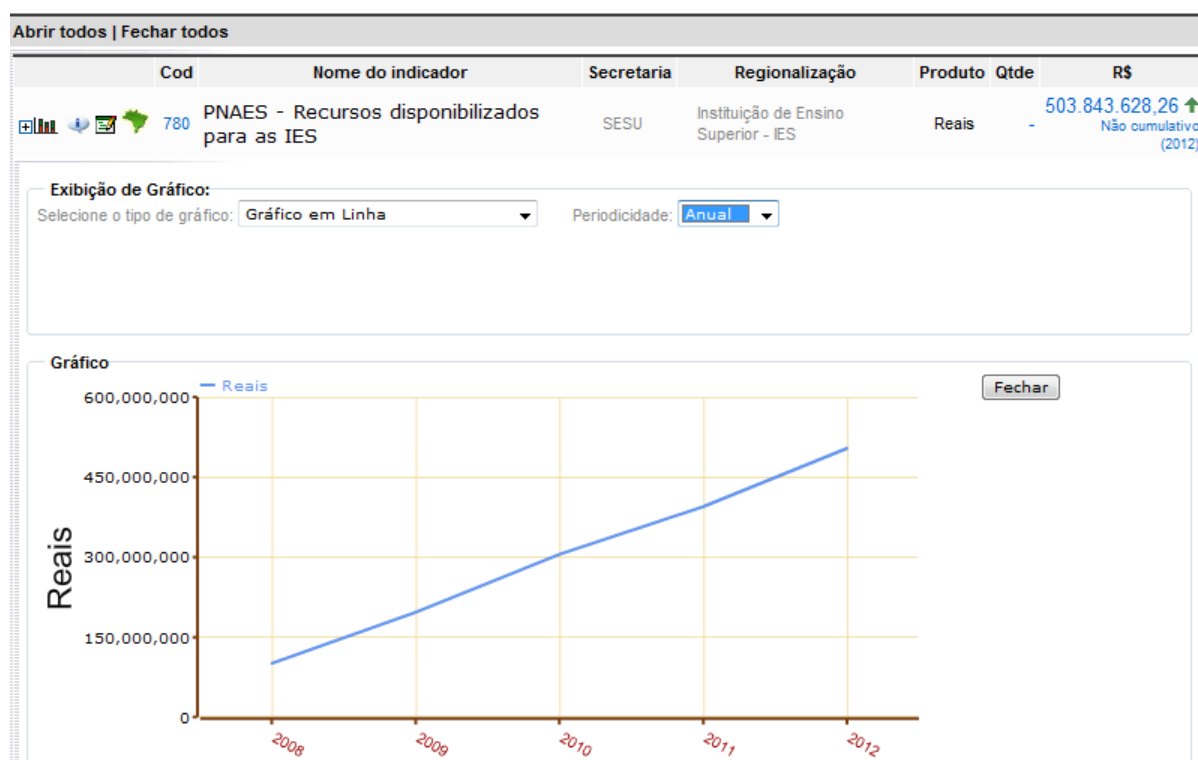 Abrir todos | Fechar todos
Cod Nome do indicador Secretaria Regionalização Produto Qtde R$
780 PNAES - Recursos disponibilizados para as IES SESU Instituição de Ensino Superior - IES Reais - 503.843.628,26 Não cumulativo (2012)
Exibição de Gráfico:
Selecione o tipo de gráfico: Gráfico em Linha Periodicidade: Anual
Gráfico
Reais
Fechar
600,000,000
450,000,000
300,000,000
150,000,000
0
Reais
2008 2009 2010 2011 2012